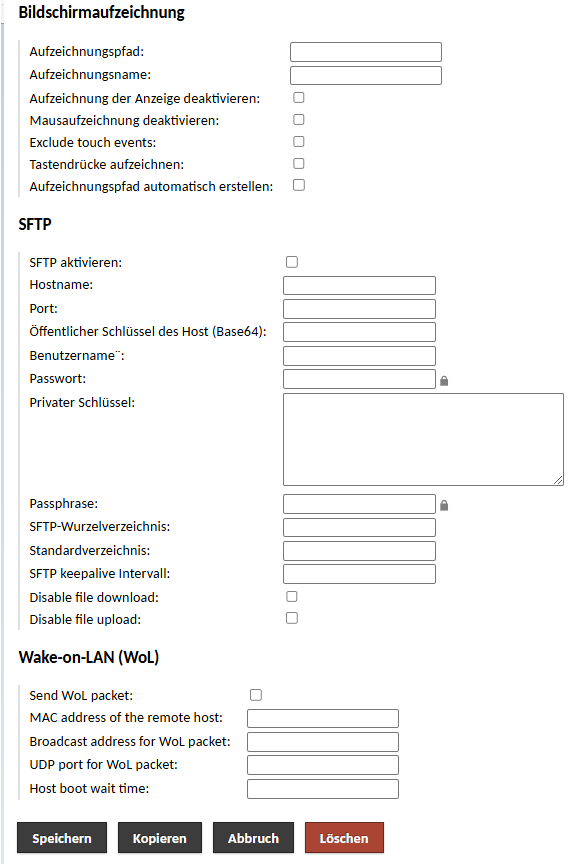 Bildschirmaufzeichnung
Aufzeichnungspfad:
Aufzeichnungsname:
Aufzeichnung der Anzeige deaktivieren:
Mausaufzeichnung deaktivieren:
Exclude touch events:
Tastendrücke aufzeichnen:
Aufzeichnungspfad automatisch erstellen:
SFTP
SFTP aktivieren:
Hostname:
Port:
Öffentlicher Schlüssel des Host (Base64):
Benutzername¨:
Passwort:
Privater Schlüssel:
Passphrase:
SFTP-Wurzelverzeichnis:
Standardverzeichnis:
SFTP keepalive Intervall:
Disable file download:
Disable file upload:
Wake-on-LAN (WoL)
Send WoL packet:
MAC address of the remote host:
Broadcast address for WoL packet:
UDP port for WoL packet:
Host boot wait time:
Speichern Kopieren Abbruch Löschen